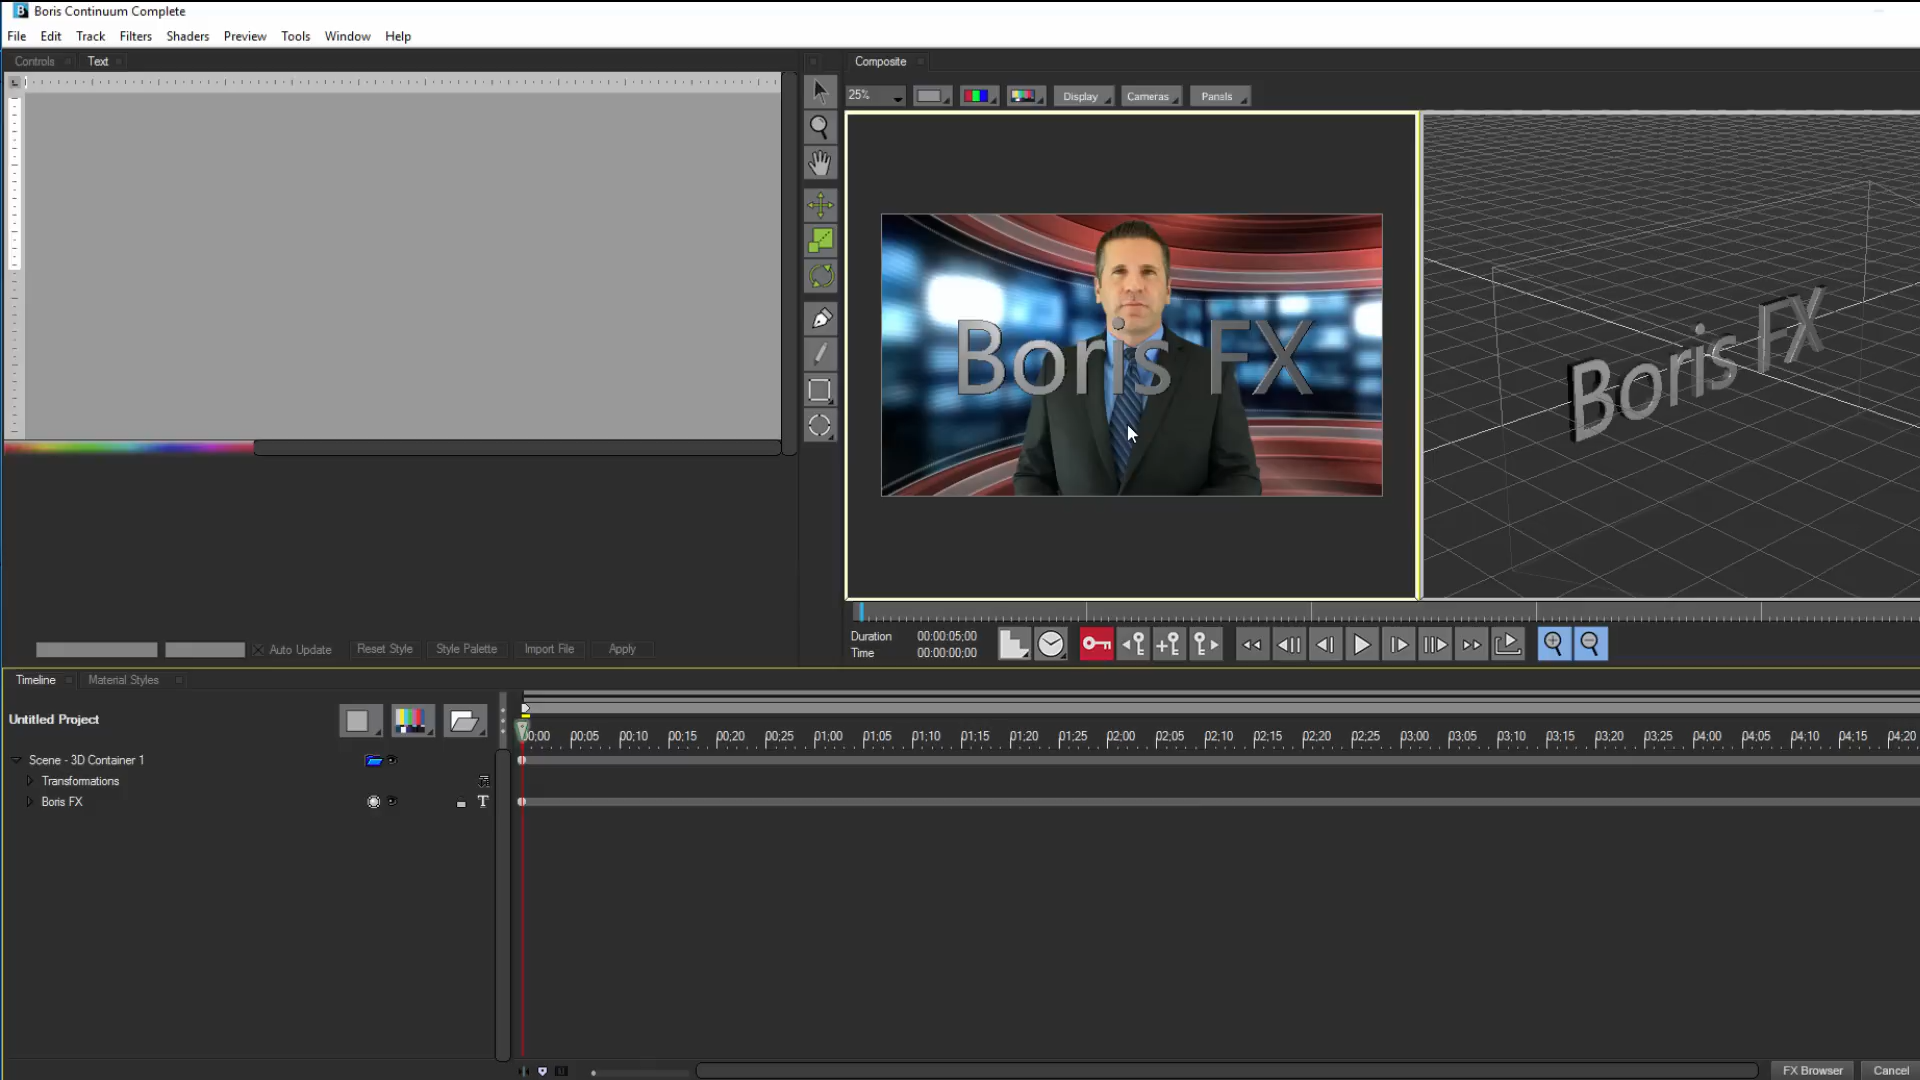 Boris Continuum Complete
File Edit Track Filters Shaders Preview Tools Window Help
Controls Text
Composite
25% Display Cameras Panels
Boris FX
Boris FX
Duration 00:00:05;00
Time 00:00:00;00
Auto Update Reset Style Style Palette Import File Apply
Timeline Material Styles
Untitled Project
00;00 00;05 00;10 00;15 00;20 00;25 01;00 01;05 01;10 01;15 01;20 01;25 02;00 02;05 02;10 02;15 02;20 02;25 03;00 03;05 03;10 03;15 03;20 03;25 04;00 04;05 04;10 04;15 04;20
Scene - 3D Container 1
Transformations
Boris FX T
FX Browser Cancel